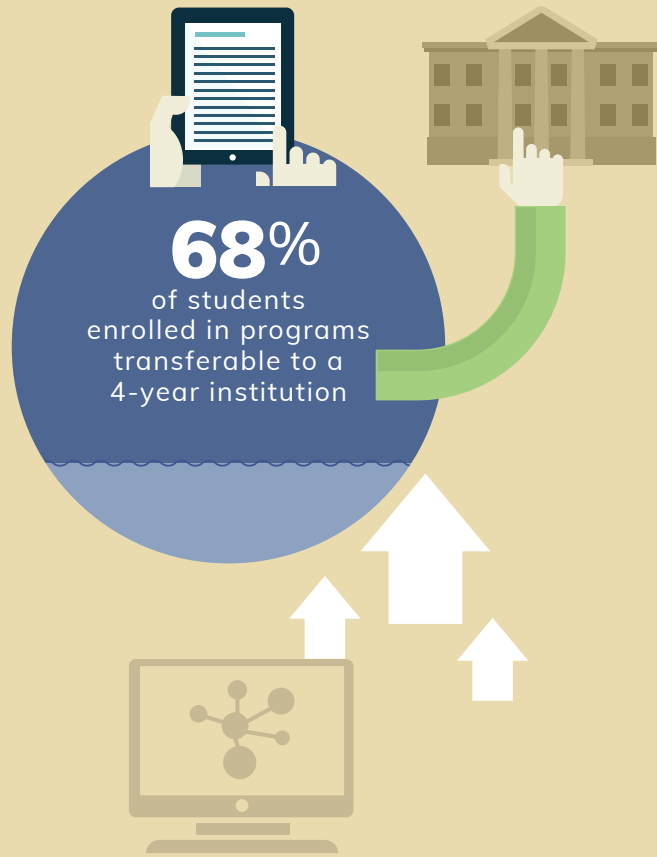 68%
of students
enrolled in programs
transferable to a
4-year institution